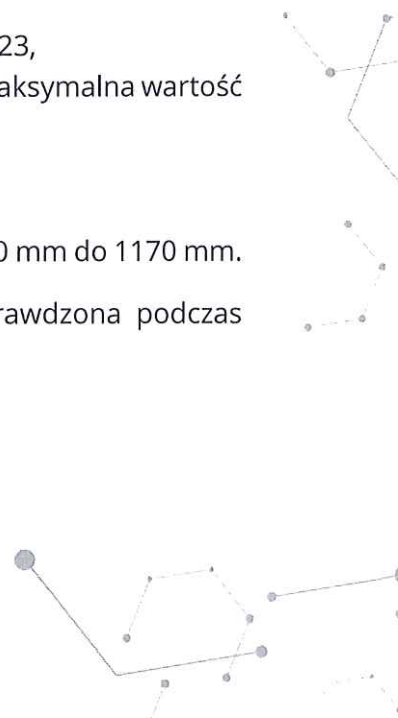 23,
aksymalna wartość
0 mm do 1170 mm.
rawdzona podczas